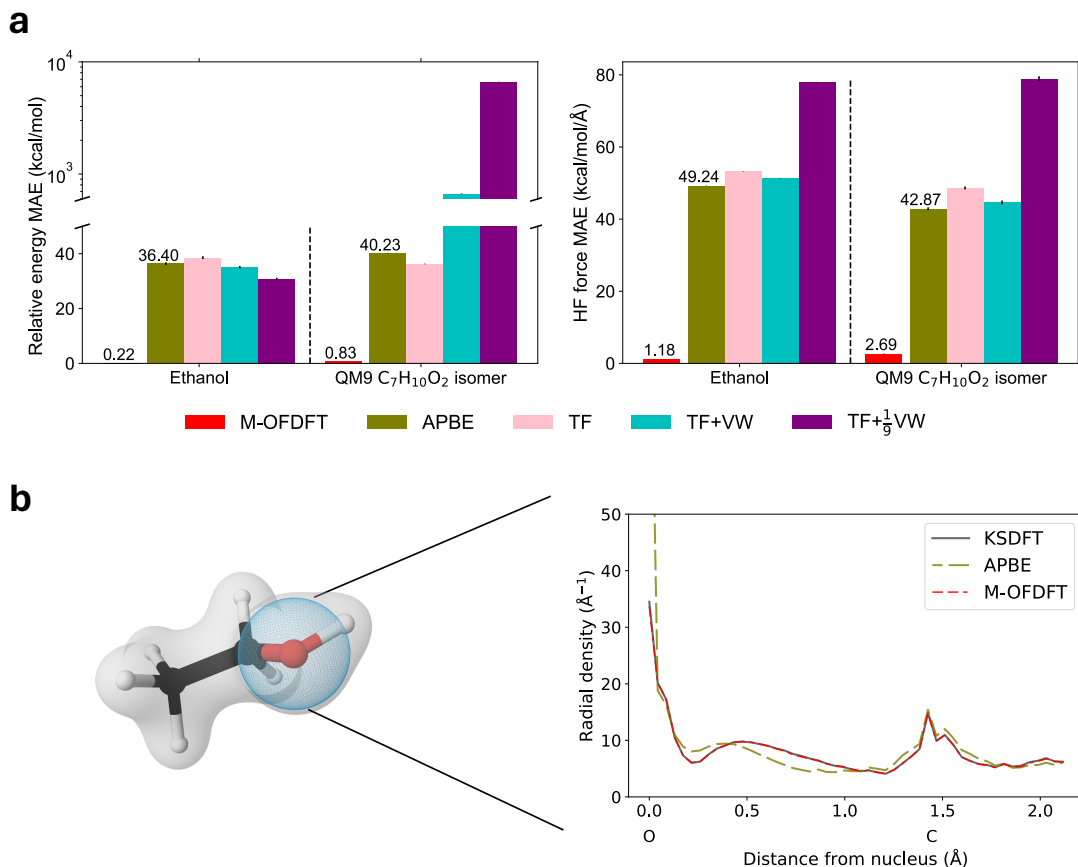 a
Relative energy MAE (kcal/mol)
10⁴
10³
40
20
0
0.22
36.40
0.83
40.23
Ethanol
QM9 C₇H₁₀O₂ isomer
HF force MAE (kcal/mol/Å)
80
60
40
20
0
1.18
49.24
2.69
42.87
Ethanol
QM9 C₇H₁₀O₂ isomer
M-OFDFT
APBE
TF
TF+VW
TF+1/9VW
b
Radial density (Å⁻¹)
50
40
30
20
10
0
KSDFT
APBE
M-OFDFT
0.0 0.5 1.0 1.5 2.0
O C
Distance from nucleus (Å)